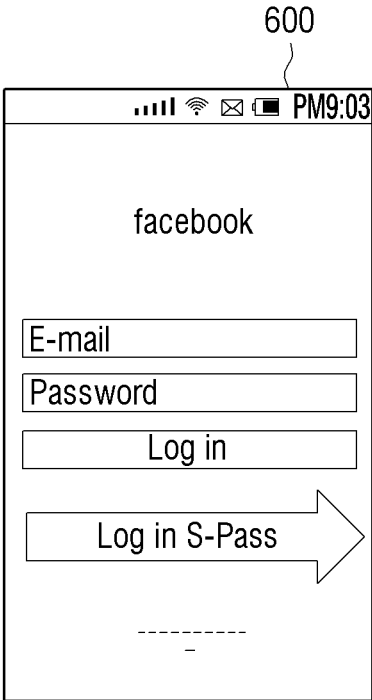 600
PM9:03
facebook
E-mail
Password
Log in
Log in S-Pass